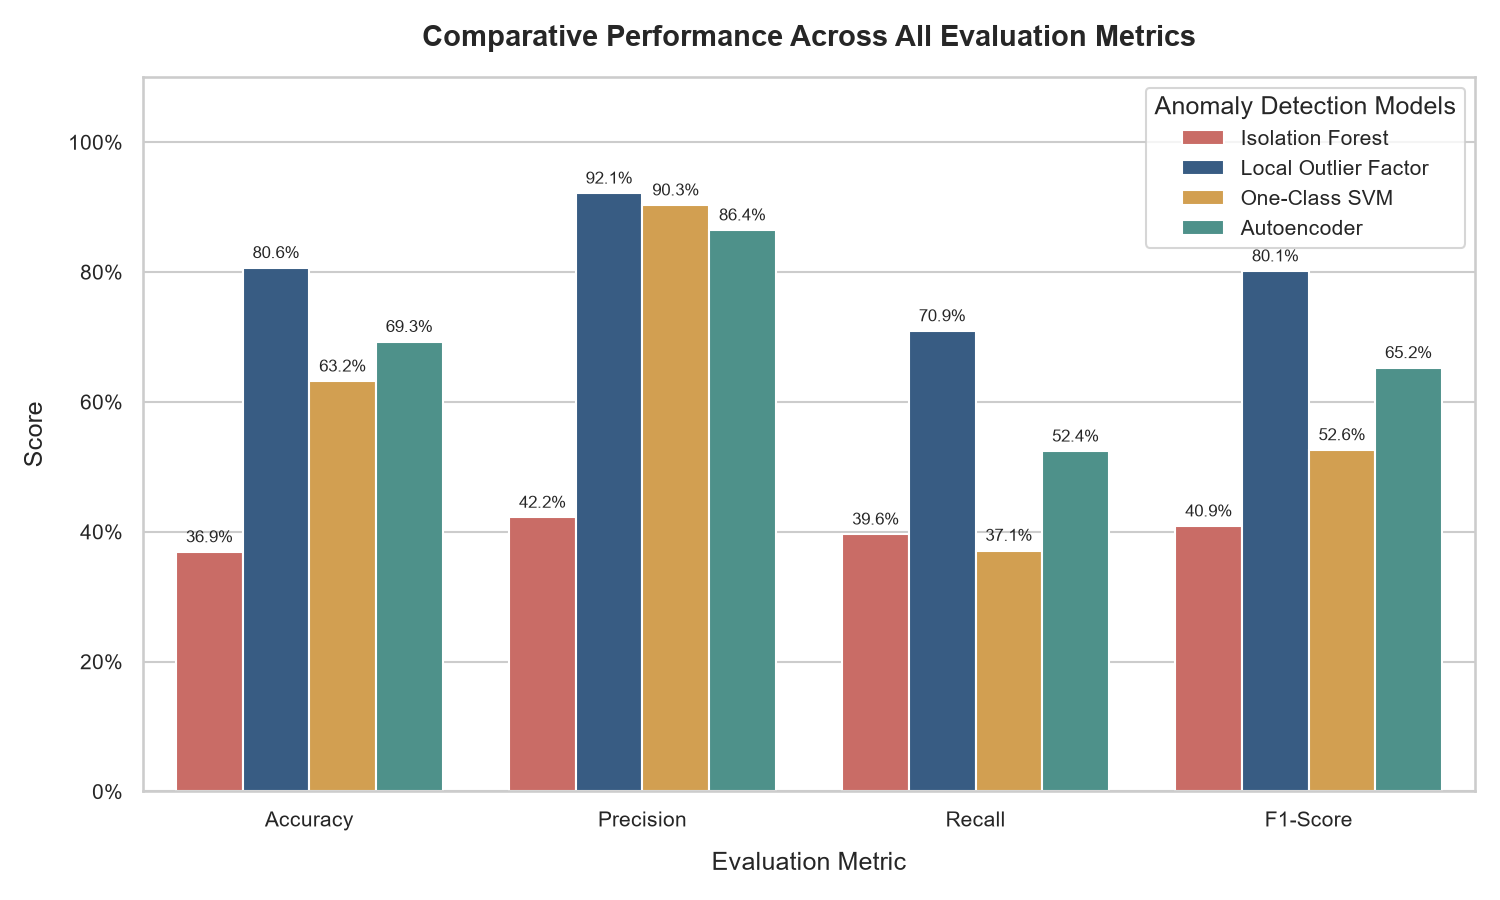 Comparative Performance Across All Evaluation Metrics
Anomaly Detection Models
Isolation Forest
Local Outlier Factor
One-Class SVM
Autoencoder
Score
100%
80%
60%
40%
20%
0%
36.9%
80.6%
63.2%
69.3%
42.2%
92.1%
90.3%
86.4%
39.6%
70.9%
37.1%
52.4%
40.9%
80.1%
52.6%
65.2%
Accuracy
Precision
Recall
F1-Score
Evaluation Metric